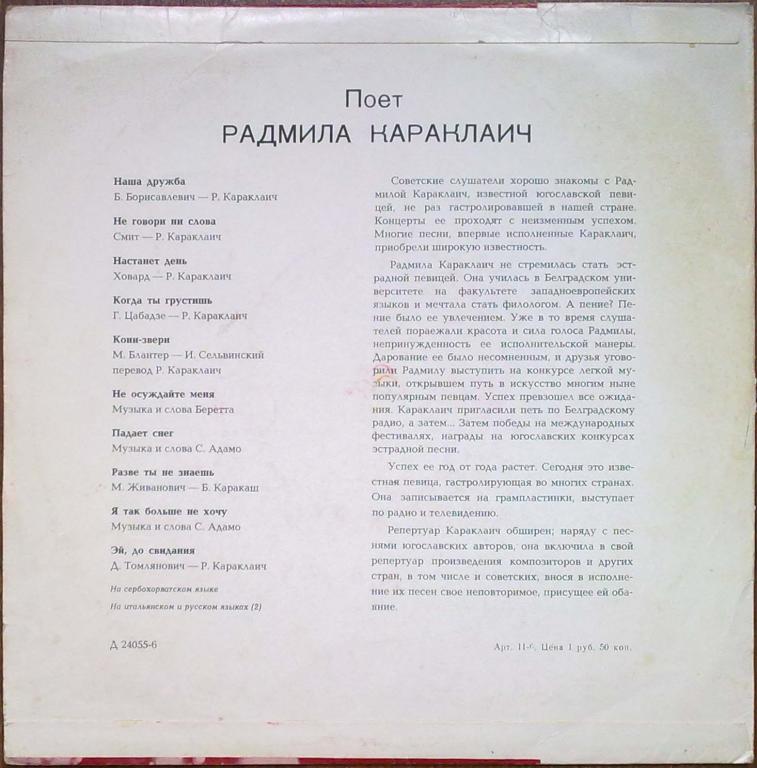 Поет
РАДМИЛА КАРАКЛАИЧ
Наша дружба
Б. Борисавлевич — Р. Караклаич
Не говори ни слова
Смит — Р. Караклаич
Настанет день
Ховард — Р. Караклаич
Когда ты грустишь
Г. Цабадзе — Р. Караклаич
Кони-звери
М. Блантер — И. Сельвинский
перевод Р. Караклаич
Не осуждайте меня
Музыка и слова Беретта
Падает снег
Музыка и слова С. Адамо
Разве ты не знаешь
М. Живанович — Б. Каракаш
Я так больше не хочу
Музыка и слова С. Адамо
Эй, до свидания
Д. Томлянович — Р. Караклаич
На сербохорватском языке
На итальянском и русском языках (2)
Советские слушатели хорошо знакомы с Рад-
милой Караклаич, известной югославской певи-
цей, не раз гастролировавшей в нашей стране.
Концерты ее проходят с неизменным успехом.
Многие песни, впервые исполненные Караклаич,
приобрели широкую известность.
Радмила Караклаич не стремилась стать эст-
радной певицей. Она училась в Белградском уни-
верситете на факультете западноевропейских
языков и мечтала стать филологом. А пение? Пе-
ние было ее увлечением. Уже в то время слуша-
телей поражали красота и сила голоса Радмилы,
непринужденность ее исполнительской манеры.
Дарование ее было несомненным, и друзья угово-
рили Радмилу выступить на конкурсе легкой му-
зыки, открывшем путь в искусство многим ныне
популярным певцам. Успех превзошел все ожида-
ния. Караклаич пригласили петь по Белградскому
радио, а затем... Затем победы на международных
фестивалях, награды на югославских конкурсах
эстрадной песни.
Успех ее год от года растет. Сегодня это изве-
стная певица, гастролирующая во многих странах.
Она записывается на грампластинки, выступает
по радио и телевидению.
Репертуар Караклаич обширен; наряду с пес-
нями югославских авторов, она включила в свой
репертуар произведения композиторов и других
стран, в том числе и советских, внося в исполне-
ние их песен свое неповторимое, присущее ей оба-
яние.
Д 24055-6
Арт. 11-6. Цена 1 руб. 50 коп.